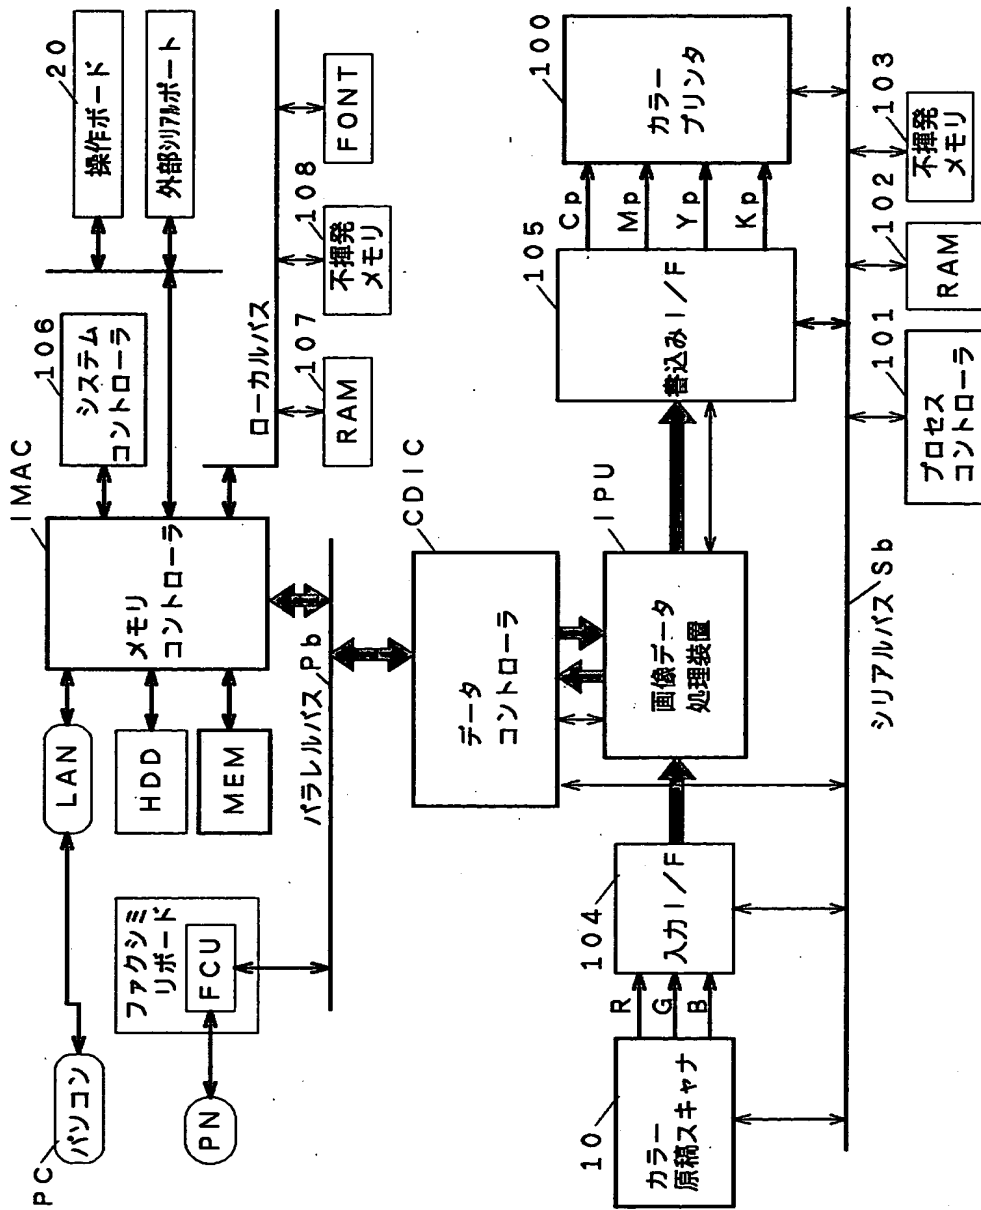 PC
パソコン
PN
ファクシミ
リボード
FCU
LAN
HDD
MEM
IMAC
メモリ
コントローラ
106
システム
コントローラ
20
操作ボード
外部シリアルポート
ローカルバス
107
RAM
108
不揮発
メモリ
FONT
パラレルバス Pb
CDIC
データ
コントローラ
IPU
画像データ
処理装置
10
カラー
原稿スキャナ
R
G
B
104
入力I/F
105
書込みI/F
Cp
Mp
Yp
Kp
100
カラー
プリンタ
シリアルバス Sb
101
プロセス
コントローラ
102
RAM
103
不揮発
メモリ